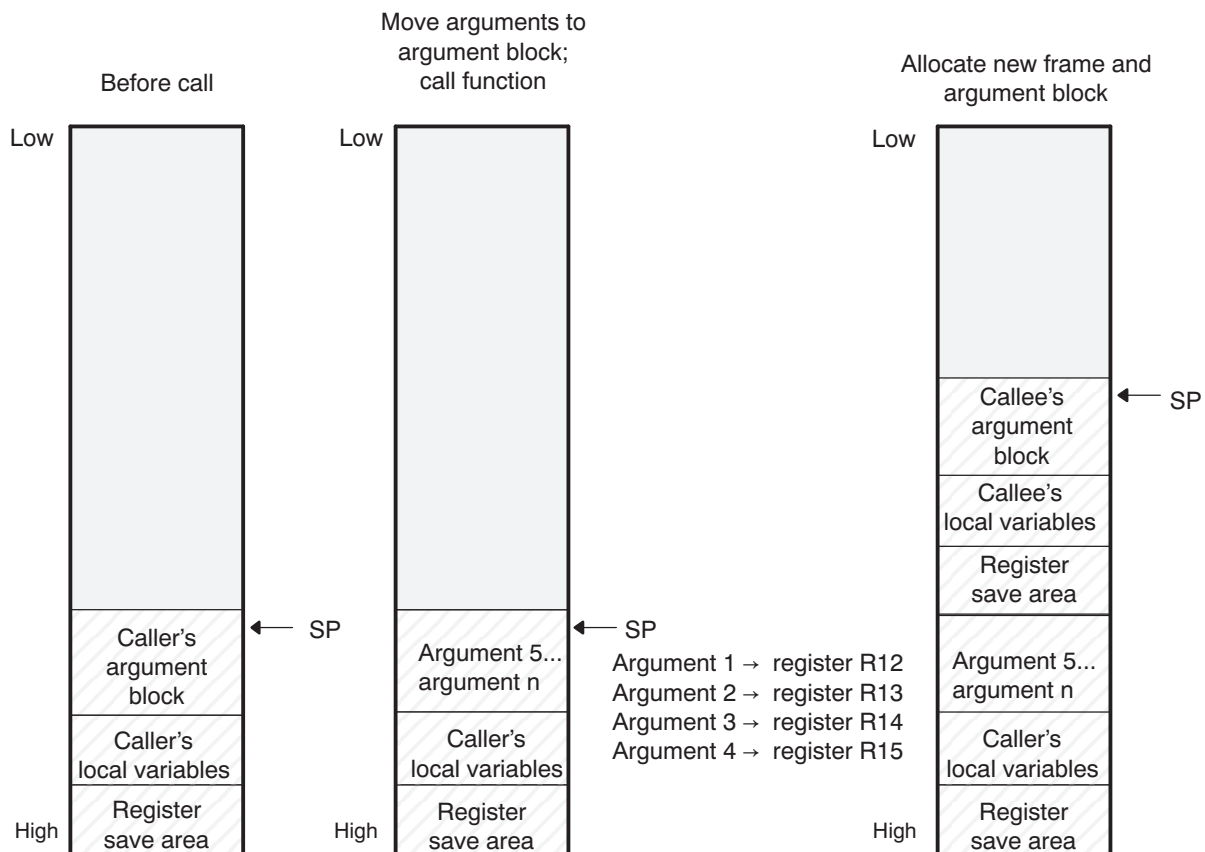 Before call
Low
Caller’s
argument
block
Caller’s
local variables
Register
save area
High
SP
Move arguments to
argument block;
call function
Low
Argument 5...
argument n
Caller’s
local variables
Register
save area
High
SP
Argument 1 → register R12
Argument 2 → register R13
Argument 3 → register R14
Argument 4 → register R15
Allocate new frame and
argument block
Low
Callee’s
argument
block
Callee’s
local variables
Register
save area
Argument 5...
argument n
Caller’s
local variables
Register
save area
High
SP